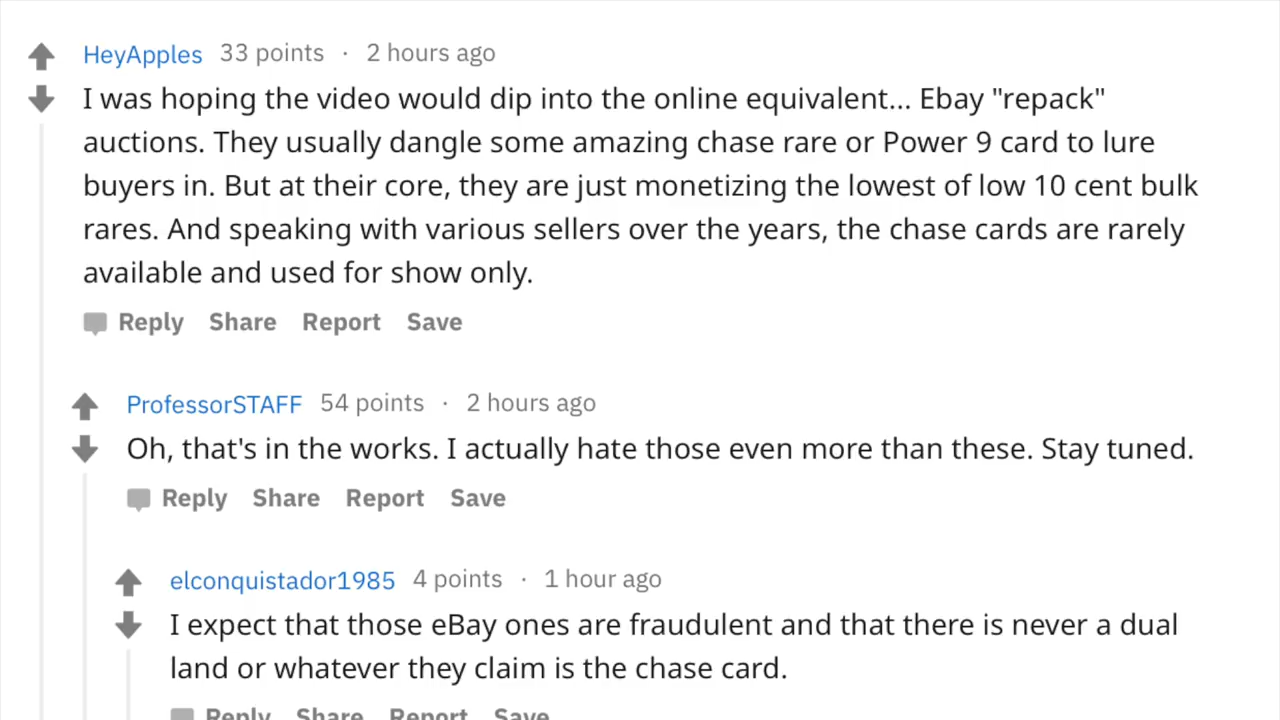 HeyApples 33 points · 2 hours ago
I was hoping the video would dip into the online equivalent... Ebay "repack"
auctions. They usually dangle some amazing chase rare or Power 9 card to lure
buyers in. But at their core, they are just monetizing the lowest of low 10 cent bulk
rares. And speaking with various sellers over the years, the chase cards are rarely
available and used for show only.
Reply Share Report Save
ProfessorSTAFF 54 points · 2 hours ago
Oh, that's in the works. I actually hate those even more than these. Stay tuned.
Reply Share Report Save
elconquistador1985 4 points · 1 hour ago
I expect that those eBay ones are fraudulent and that there is never a dual
land or whatever they claim is the chase card.
Reply Share Report Save